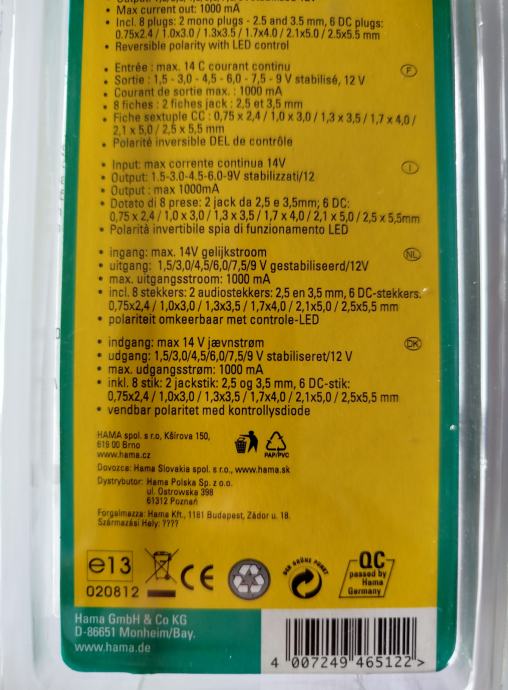 • Max current out: 1000 mA
• Incl. 8 plugs: 2 mono plugs - 2.5 and 3.5 mm, 6 DC plugs:
0.75x2.4 / 1.0x3.0 / 1.3x3.5 / 1.7x4.0 / 2.1x5.0 / 2.5x5.5 mm
• Reversible polarity with LED control
• Entrée : max. 14 C courant continu
F
• Sortie : 1,5 - 3,0 - 4,5 - 6,0 - 7,5 - 9 V stabilisé, 12 V
• Courant de sortie max. : 1000 mA
• 8 fiches : 2 fiches jack : 2,5 et 3,5 mm
• Fiche sextuple CC : 0,75 x 2,4 / 1,0 x 3,0 / 1,3 x 3,5 / 1,7 x 4,0 /
2,1 x 5,0 / 2,5 x 5,5 mm
• Polarité inversible DEL de contrôle
• Input: max corrente continua 14V
I
• Output: 1.5-3.0-4.5-6.0-9V stabilizzati/12
• Output : max 1000mA
• Dotato di 8 prese: 2 jack da 2,5 e 3,5mm; 6 DC:
0,75 x 2,4 / 1,0 x 3,0 / 1,3 x 3,5 / 1,7 x 4,0 / 2,1 x 5,0 / 2,5 x 5,5mm
• Polarità invertibile spia di funzionamento LED
• ingang: max. 14V gelijkstroom
NL
• uitgang: 1,5/3,0/4,5/6,0/7,5/9 V gestabiliseerd/12V
• max. uitgangsstroom: 1000 mA
• incl. 8 stekkers: 2 audiostekkers: 2,5 en 3,5 mm, 6 DC-stekkers:
0,75x2,4 / 1,0x3,0 / 1,3x3,5 / 1,7x4,0 / 2,1x5,0 / 2,5x5,5 mm
• polariteit omkeerbaar met controle-LED
• indgang: max 14 V jævnstrøm
DK
• udgang: 1,5/3,0/4,5/6,0/7,5/9 V stabiliseret/12 V
• max. udgangsstrøm: 1000 mA
• inkl. 8 stik: 2 jackstik: 2,5 og 3,5 mm, 6 DC-stik:
0,75x2,4 / 1,0x3,0 / 1,3x3,5 / 1,7x4,0 / 2,1x5,0 / 2,5x5,5 mm
• vendbar polaritet med kontrollysdiode
HAMA spol. s r.o, Kšírova 150,
619 00 Brno
www.hama.cz
PAP/PVC
Dovozca: Hama Slovakia spol. s r.o., www.hama.sk
Dystrybutor: Hama Polska Sp. z o.o.
ul. Ostrowska 398
61312 Poznań
Forgalmazza: Hama Kft., 1181 Budapest, Zádor u. 18.
Származási Hely: ????
e13
020812
CE
DER GRÜNE PUNKT
QC
passed by
Hama
Germany
Hama GmbH & Co KG
D-86651 Monheim/Bay.
www.hama.de
4 007249 465122 >